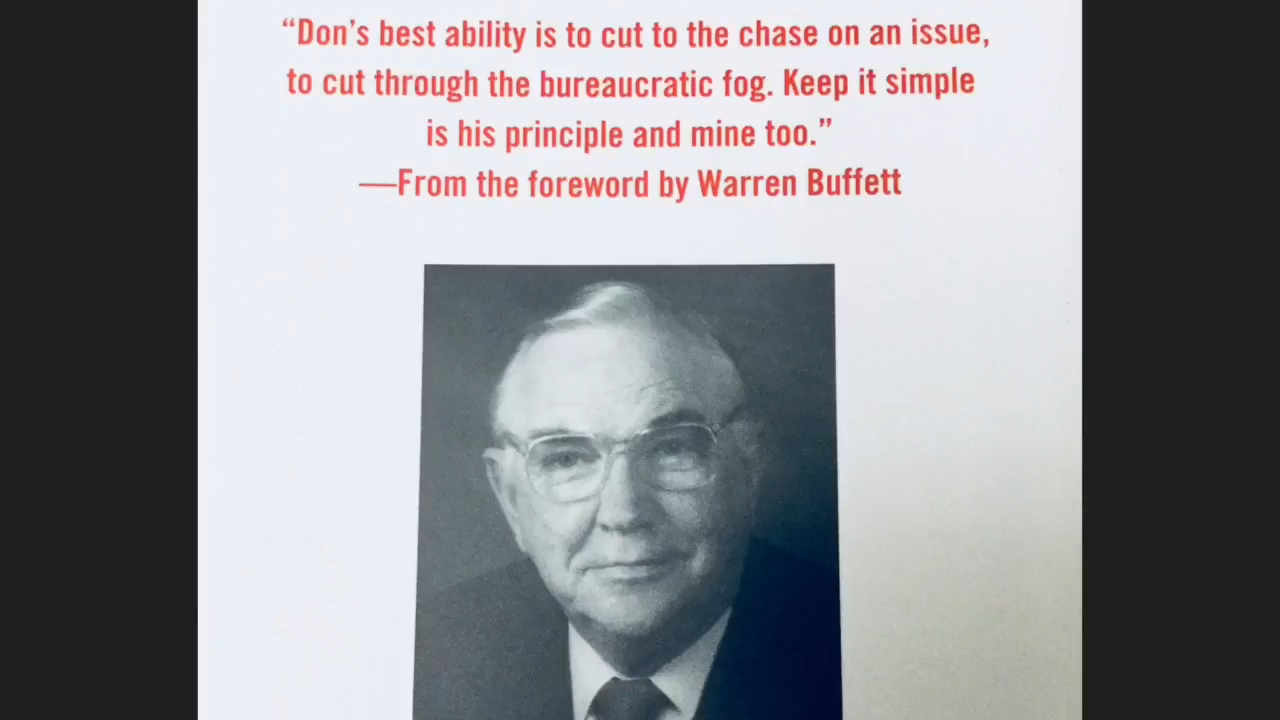 “Don’s best ability is to cut to the chase on an issue,
to cut through the bureaucratic fog. Keep it simple
is his principle and mine too.”
—From the foreword by Warren Buffett